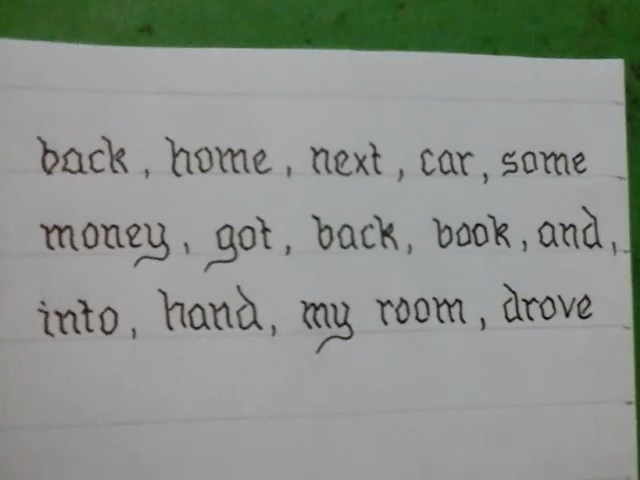 back, home, next, car, some
money, got, back, book, and,
into, hand, my room, drove